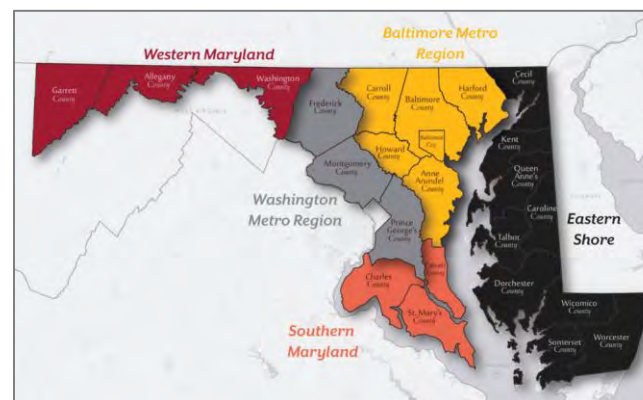 Baltimore Metro
Region
Western Maryland
Garrett
County
Allegany
County
Washington
County
Frederick
County
Carroll
County
Baltimore
County
Harford
County
Cecil
County
Baltimore
City
Kent
County
Howard
County
Montgomery
County
Anne
Arundel
County
Queen
Anne's
County
Washington
Metro Region
Prince
George's
County
Caroline
County
Talbot
County
Eastern
Shore
Charles
County
Calvert
County
Dorchester
County
St. Mary's
County
Wicomico
County
Southern
Maryland
Somerset
County
Worcester
County